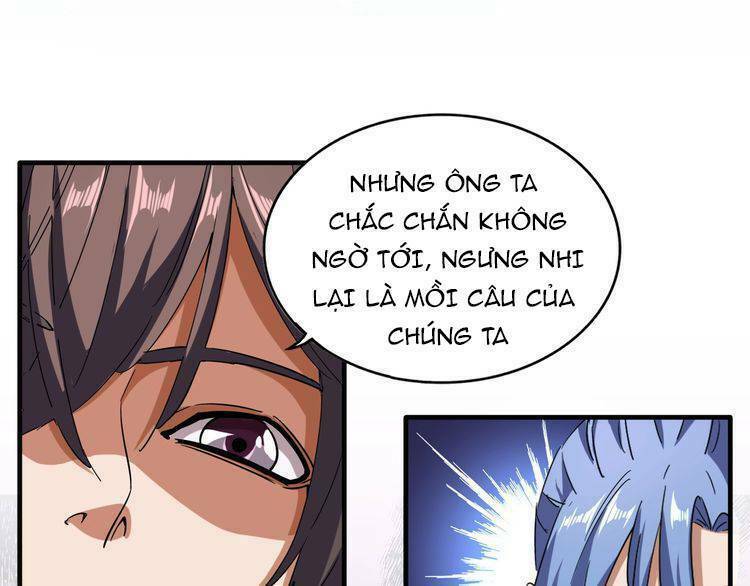 NHƯNG ÔNG TA
CHẮC CHẮN KHÔNG
NGỜ TỚI, NGƯNG NHI
LẠI LÀ MỒI CÂU CỦA
CHÚNG TA